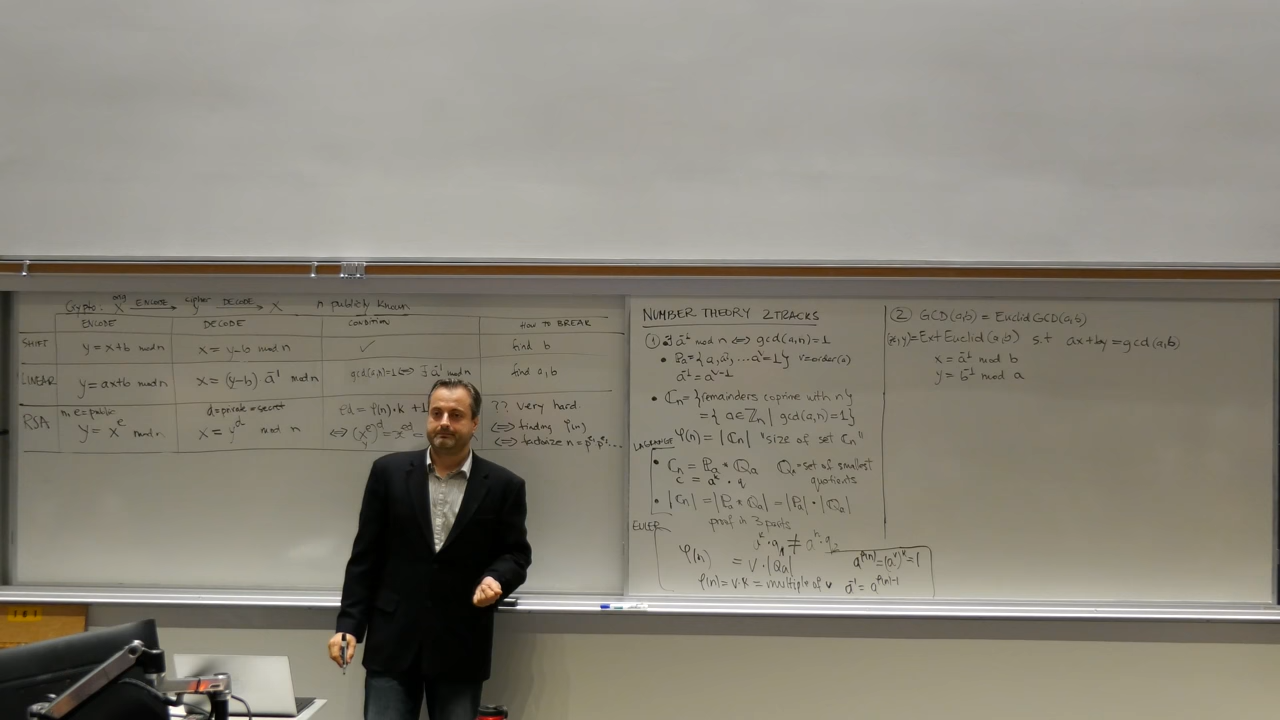 Crypto: x orig ENCODE → cipher DECODE → x n publicly known
ENCODE DECODE CONDITION HOW TO BREAK
SHIFT y = x+b mod n x = y-b mod n ✓ find b
LINEAR y = ax+b mod n x = (y-b) a⁻¹ mod n gcd(a,n)=1 ⇔ ∃ a⁻¹ mod n find a,b
RSA n, e = public d = private = secret ed = φ(n)·k + 1 ?? Very hard.
y = x^e mod n x = y^d mod n ⇔ (x^e)^d = x^ed ⇔ finding φ(n)
⇔ factorize n =
NUMBER THEORY 2 TRACKS
① ∃ a⁻¹ mod n ⇔ gcd(a,n)=1
• Pa = {a, a², ... a^v=1} v=order(a)
a⁻¹ = a^v-1
• Cn = {remainders coprime with n}
= {a∈Zn | gcd(a,n)=1}
φ(n) = |Cn| "size of set Cn"
LAGRANGE
• Cn = Pa * Qa Qa = set of smallest
c = a^k · q quotients
• |Cn| = |Pa * Qa| = |Pa| · |Qa|
proof in 3 parts
EULER
φ(n) = v·|Qa| a^φ(n) = (a^v)^k = 1
φ(n) = v·k = multiple of v a⁻¹ = a^φ(n)-1
② GCD(a,b) = Euclid GCD(a,b)
(x,y) = Ext Euclid(a,b) s.t ax+by = gcd(a,b)
x = a⁻¹ mod b
y = b⁻¹ mod a